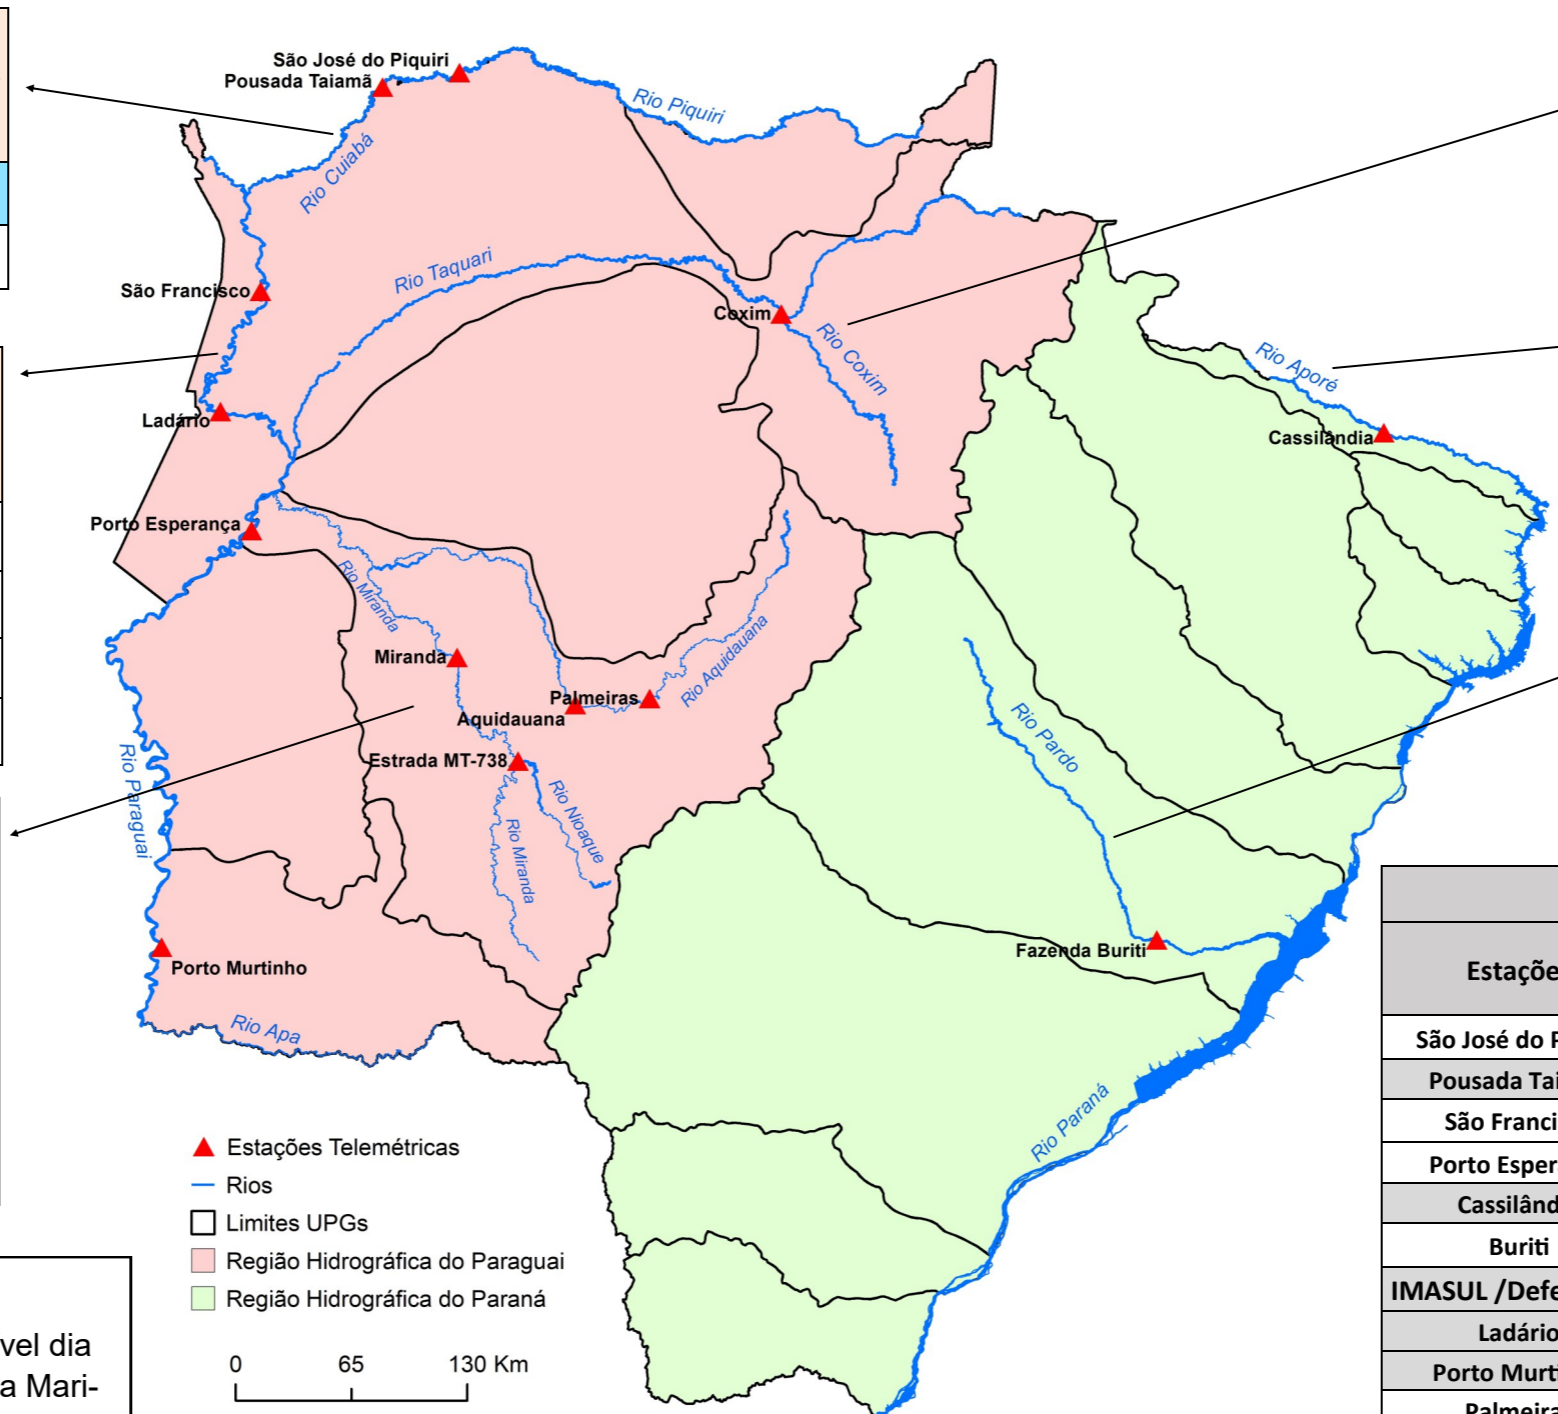 São José do Piquiri
Pousada Taiamã
Rio Piquiri
Rio Cuiabá
Rio Taquari
São Francisco
Coxim
Rio Coxim
Rio Aporé
Ladário
Cassilândia
Porto Esperança
Rio Miranda
Miranda
Rio Aquidauana
Palmeiras
Aquidauana
Rio Pardo
Estrada MT-738
Rio Paraguai
Rio Nioaque
Rio Miranda
Fazenda Buriti
Porto Murtinho
Rio Apa
Rio Paraná
Estações Telemétricas
Rios
Limites UPGs
Região Hidrográfica do Paraguai
Região Hidrográfica do Paraná
0 65 130 Km
vel dia
a Mari-
Estaçõe
São José do P
Pousada Tai
São Franci
Porto Esper
Cassilând
Buriti
IMASUL /Defe
Ladário
Porto Murt
Palmeira